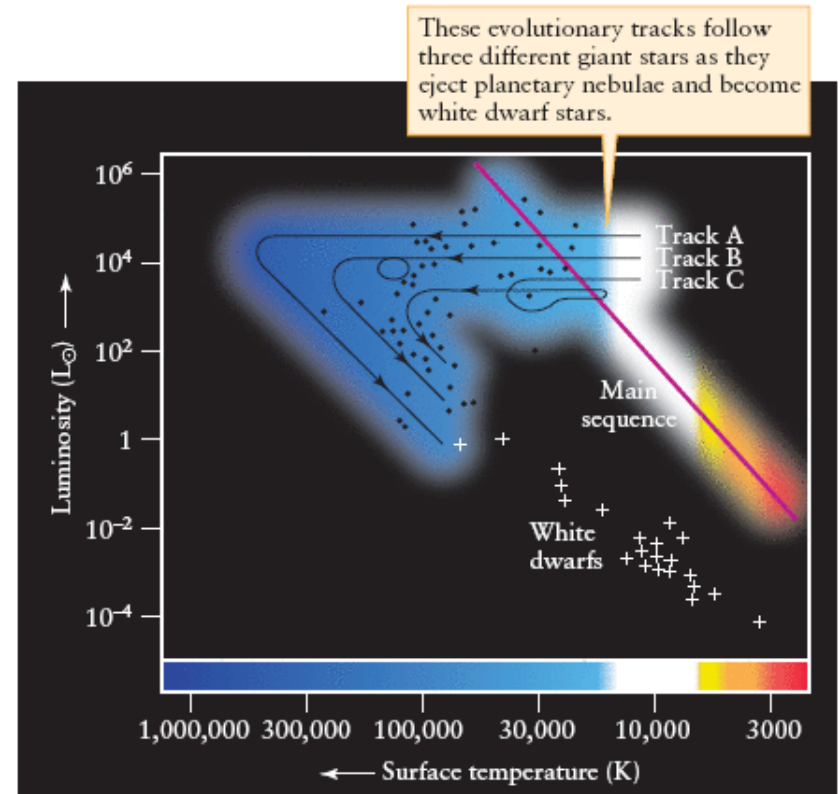 These evolutionary tracks follow
three different giant stars as they
eject planetary nebulae and become
white dwarf stars.
10⁶
Track A
10⁴
Track B
Track C
10²
Main
sequence
1
10⁻²
White
dwarfs
10⁻⁴
Luminosity (L☉)
1,000,000 300,000 100,000 30,000 10,000 3000
Surface temperature (K)